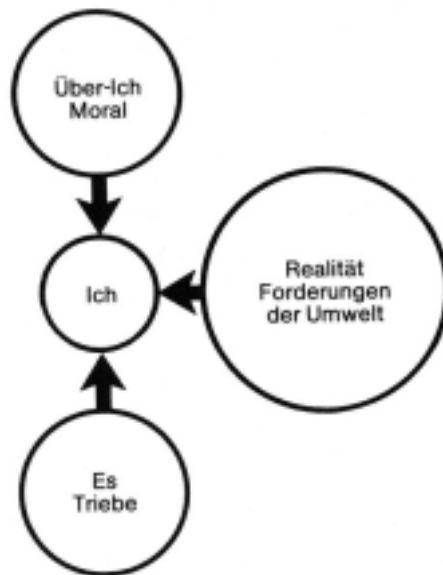 Über-Ich
Moral
Ich
Realität
Forderungen
der Umwelt
Es
Triebe